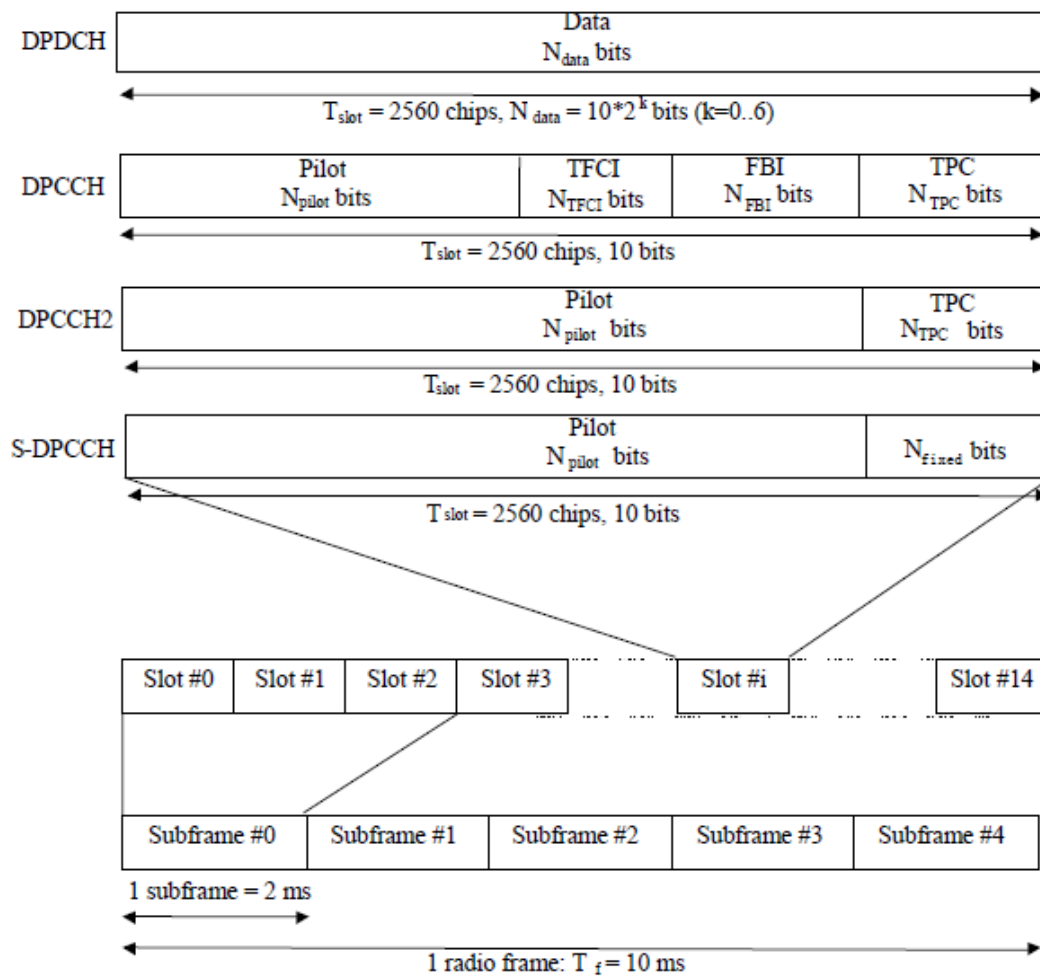 DPDCH
Data
N_data bits
T_slot = 2560 chips, N_data = 10*2^k bits (k=0..6)
DPCCH
Pilot
N_pilot bits
TFCI
N_TFCI bits
FBI
N_FBI bits
TPC
N_TPC bits
T_slot = 2560 chips, 10 bits
DPCCH2
Pilot
N_pilot bits
TPC
N_TPC bits
T_slot = 2560 chips, 10 bits
S-DPCCH
Pilot
N_pilot bits
N_fixed bits
T_slot = 2560 chips, 10 bits
Slot #0 Slot #1 Slot #2 Slot #3 Slot #i Slot #14
Subframe #0 Subframe #1 Subframe #2 Subframe #3 Subframe #4
1 subframe = 2 ms
1 radio frame: T_f = 10 ms